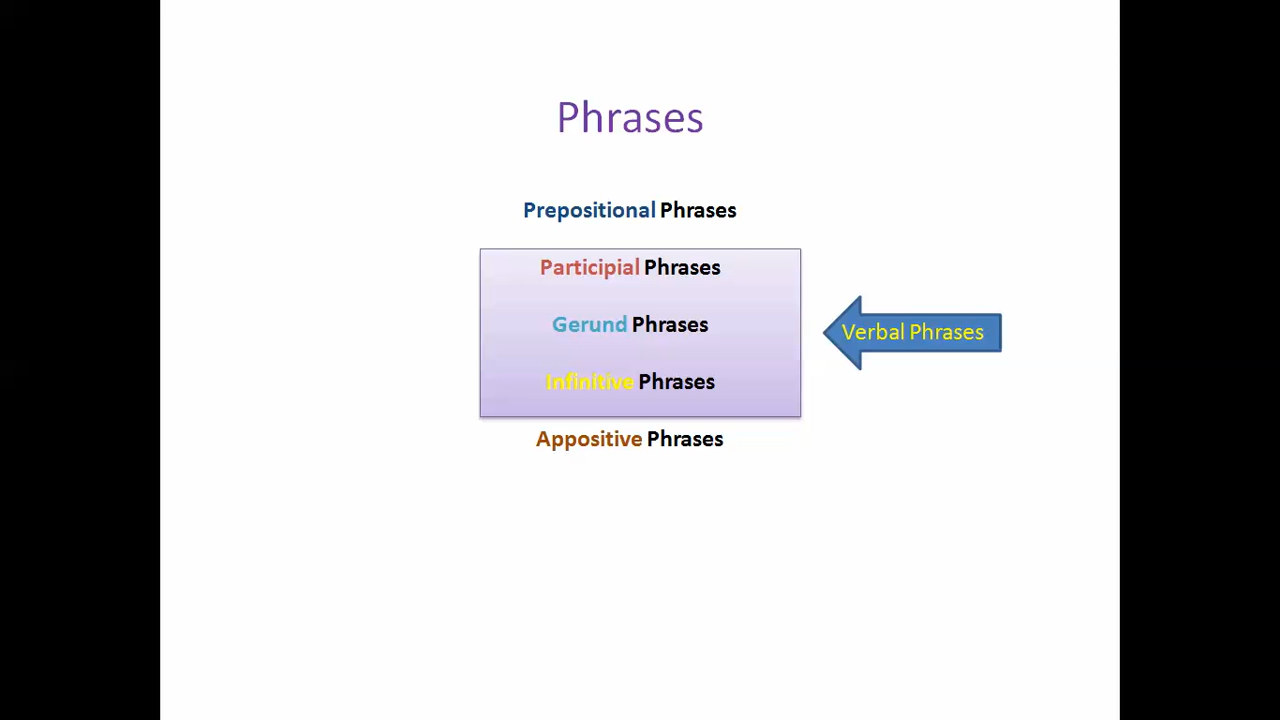 Phrases
Prepositional Phrases
Participial Phrases
Gerund Phrases
Verbal Phrases
Infinitive Phrases
Appositive Phrases